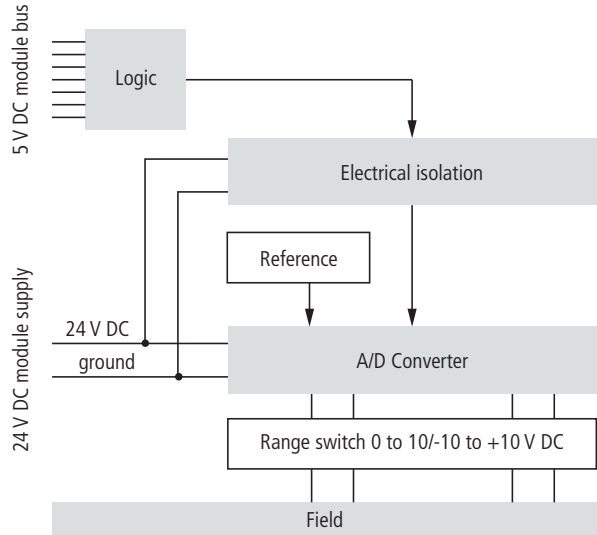 5 V DC module bus
Logic
Electrical isolation
Reference
24 V DC module supply
24 V DC
ground
A/D Converter
Range switch 0 to 10/-10 to +10 V DC
Field